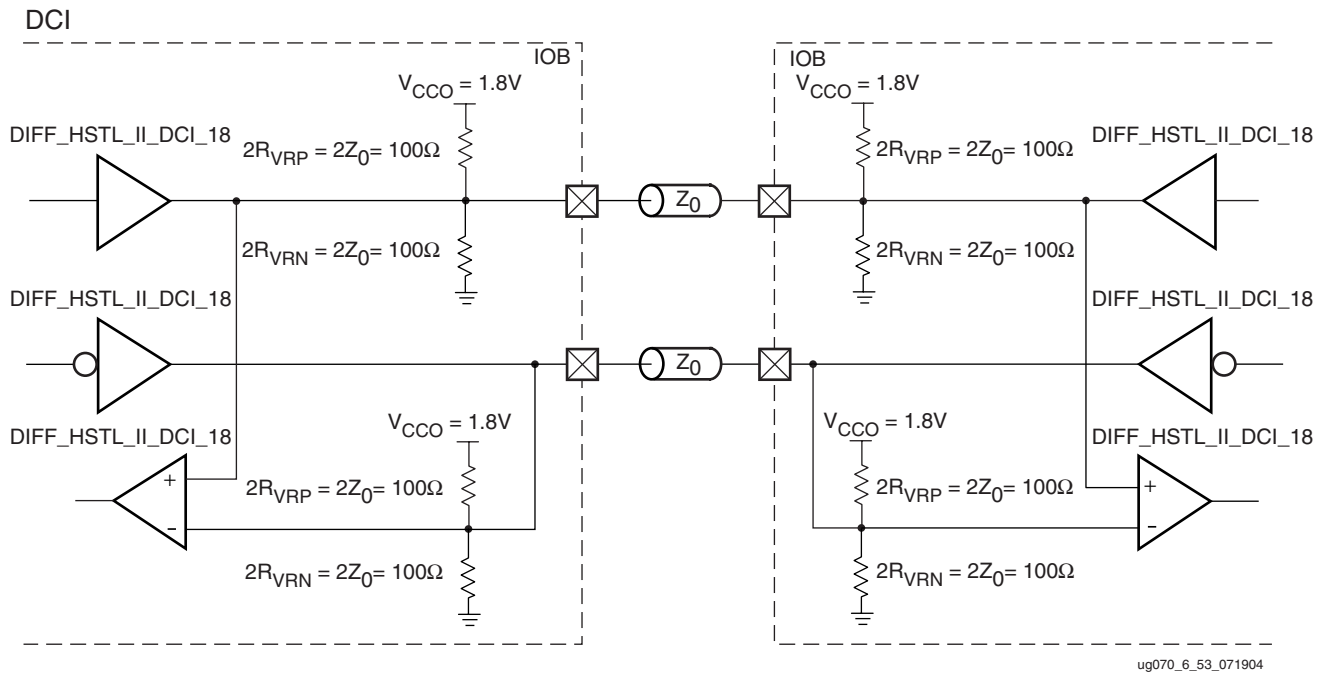 DCI
IOB
IOB
VCCO = 1.8V
VCCO = 1.8V
DIFF_HSTL_II_DCI_18
DIFF_HSTL_II_DCI_18
2RVRP = 2Z0= 100Ω
2RVRP = 2Z0= 100Ω
Z0
2RVRN = 2Z0= 100Ω
2RVRN = 2Z0= 100Ω
DIFF_HSTL_II_DCI_18
DIFF_HSTL_II_DCI_18
Z0
VCCO = 1.8V
VCCO = 1.8V
DIFF_HSTL_II_DCI_18
DIFF_HSTL_II_DCI_18
+
2RVRP = 2Z0= 100Ω
2RVRP = 2Z0= 100Ω
+
–
–
2RVRN = 2Z0= 100Ω
2RVRN = 2Z0= 100Ω
ug070_6_53_071904